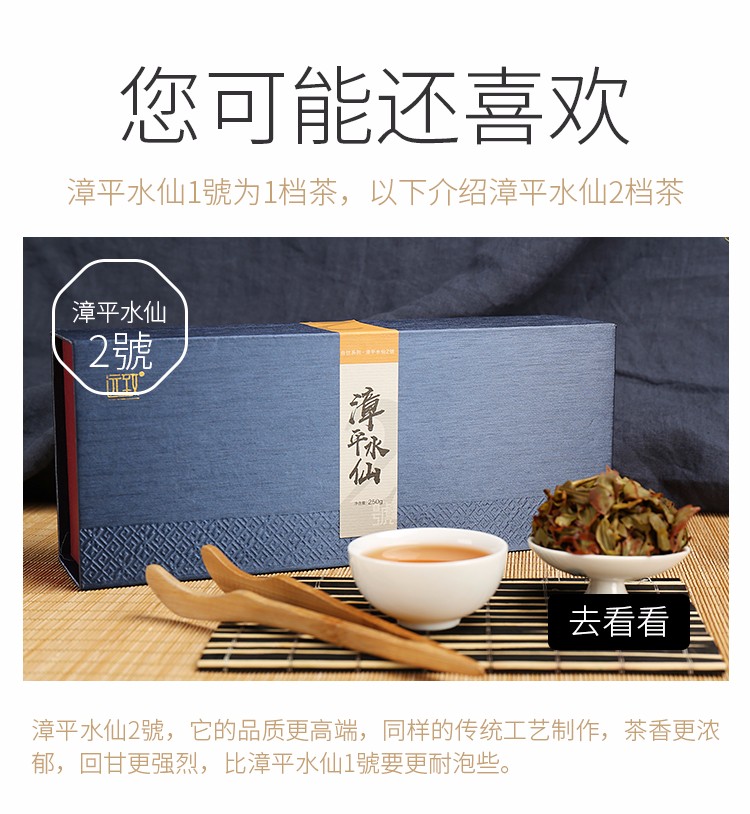 您可能还喜欢
漳平水仙1號为1档茶，以下介绍漳平水仙2档茶
漳平水仙
2號
漳
平水
仙
净含量: 250g
號
去看看
漳平水仙2號，它的品质更高端，同样的传统工艺制作，茶香更浓
郁，回甘更强烈，比漳平水仙1號要更耐泡些。